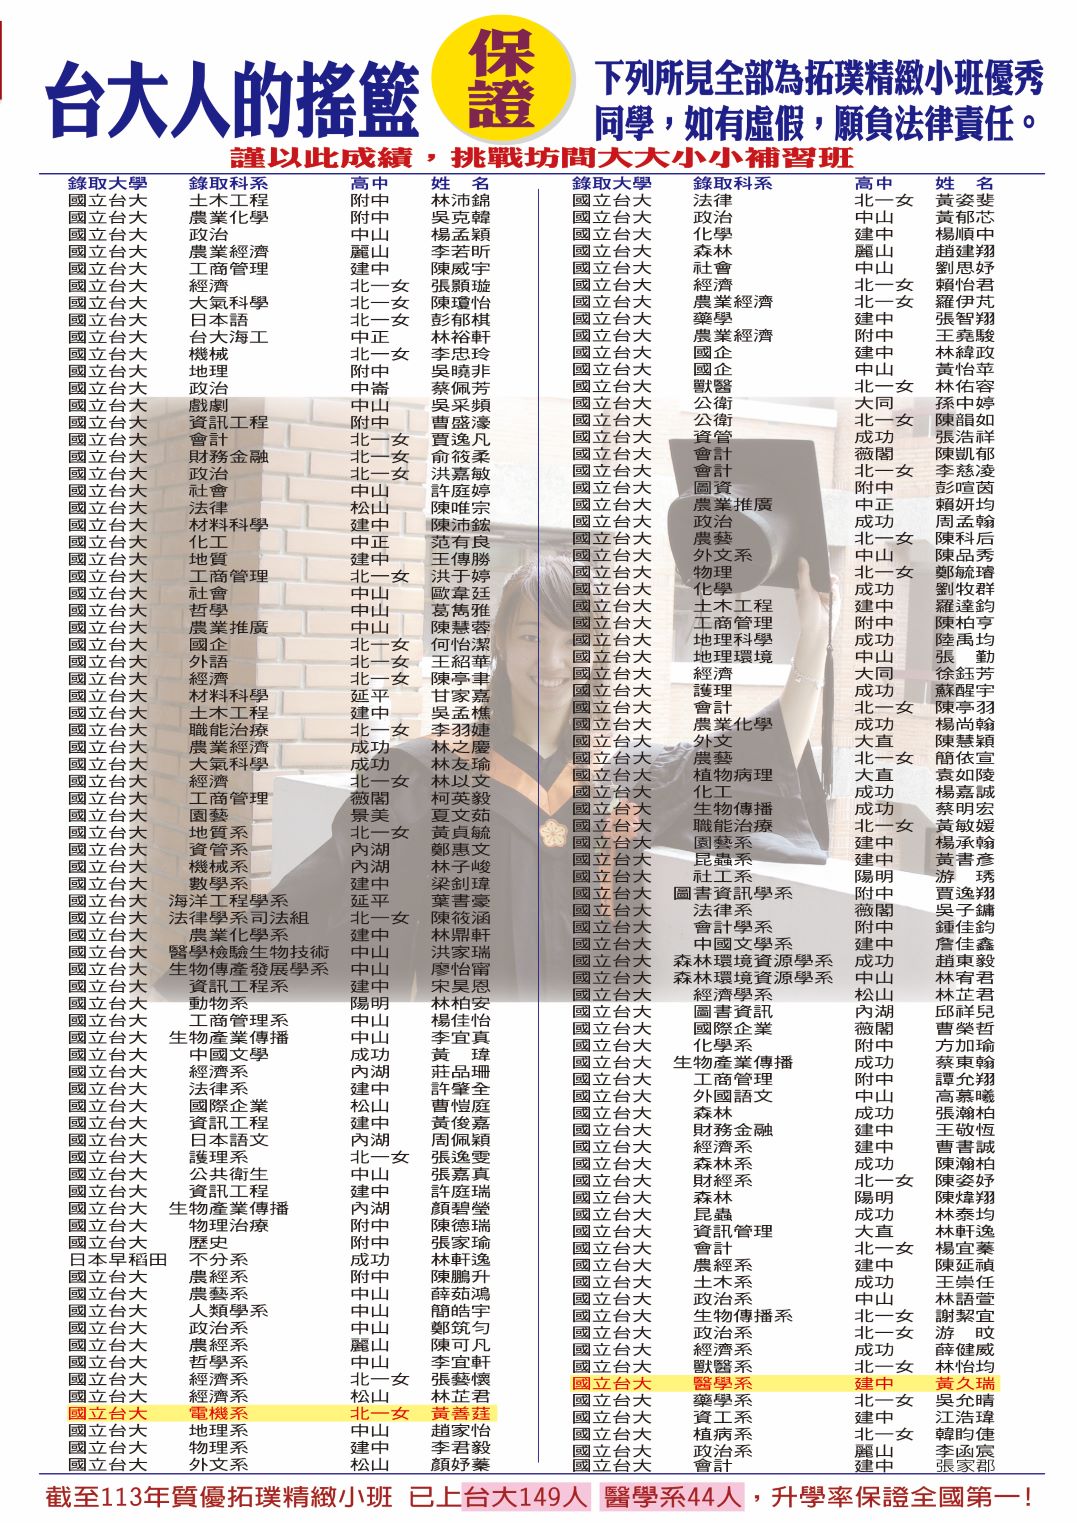 台大人的搖籃
保證
下列所見全部為拓璞精緻小班優秀
同學，如有虛假，願負法律責任。
謹以此成績，挑戰坊間大大小小補習班
錄取大學 錄取科系 高中 姓 名
國立台大 土木工程 附中 林沛錦
國立台大 農業化學 附中 吳克韓
國立台大 政治 中山 楊孟穎
國立台大 農業經濟 麗山 李若昕
國立台大 工商管理 建中 陳威宇
國立台大 經濟 北一女 張顥璇
國立台大 大氣科學 北一女 陳瓊怡
國立台大 日本語 北一女 彭郁棋
國立台大 台大海工 中正 林裕軒
國立台大 機械 北一女 李忠玲
國立台大 地理 附中 吳曉非
國立台大 政治 中崙 蔡佩芳
國立台大 戲劇 中山 吳采頻
國立台大 資訊工程 附中 曹盛濠
國立台大 會計 北一女 賈逸凡
國立台大 財務金融 北一女 俞筱柔
國立台大 政治 北一女 洪嘉敏
國立台大 社會 中山 許庭婷
國立台大 法律 松山 陳唯宗
國立台大 材料科學 建中 陳沛鋐
國立台大 化工 中正 范有良
國立台大 地質 建中 王傳勝
國立台大 工商管理 北一女 洪于婷
國立台大 社會 中山 歐韋廷
國立台大 哲學 中山 葛雋雅
國立台大 農業推廣 中山 陳慧蓉
國立台大 國企 北一女 何怡潔
國立台大 外語 北一女 王紹華
國立台大 經濟 北一女 陳亭聿
國立台大 材料科學 延平 甘家嘉
國立台大 土木工程 建中 吳孟樵
國立台大 職能治療 北一女 李羽婕
國立台大 農業經濟 成功 林之慶
國立台大 大氣科學 成功 林友瑜
國立台大 經濟 北一女 林以文
國立台大 工商管理 薇閣 柯英毅
國立台大 園藝 景美 夏文茹
國立台大 地質系 北一女 黃貞毓
國立台大 資管系 內湖 鄭惠文
國立台大 機械系 內湖 林子峻
國立台大 數學系 建中 梁釗瑋
國立台大 海洋工程學系 延平 葉書豪
國立台大 法律學系司法組 北一女 陳筱涵
國立台大 農業化學系 建中 林鼎軒
國立台大 醫學檢驗生物技術 中山 洪家瑞
國立台大 生物傳產發展學系 中山 廖怡甯
國立台大 資訊工程系 建中 宋昊恩
國立台大 動物系 陽明 林柏安
國立台大 工商管理系 中山 楊佳怡
國立台大 生物產業傳播 中山 李宜真
國立台大 中國文學 成功 黃 瑋
國立台大 經濟系 內湖 莊品珊
國立台大 法律系 建中 許肇全
國立台大 國際企業 松山 曹愷庭
國立台大 資訊工程 建中 黃俊嘉
國立台大 日本語文 內湖 周佩穎
國立台大 護理系 北一女 張逸雯
國立台大 公共衛生 中山 張嘉真
國立台大 資訊工程 建中 許庭瑞
國立台大 生物產業傳播 內湖 顏碧瑩
國立台大 物理治療 附中 陳德瑞
國立台大 歷史 附中 張家瑜
日本早稻田 不分系 成功 林軒逸
國立台大 農經系 附中 陳鵬升
國立台大 農藝系 中山 薛茹鴻
國立台大 人類學系 中山 簡皓宇
國立台大 政治系 中山 鄭筑勻
國立台大 農經系 麗山 陳可凡
國立台大 哲學系 中山 李宜軒
國立台大 經濟系 北一女 張藝懷
國立台大 經濟系 松山 林芷君
國立台大 電機系 北一女 黃善莛
國立台大 地理系 中山 趙家怡
國立台大 物理系 建中 李君毅
國立台大 外文系 松山 顏妤蓁
錄取大學 錄取科系 高中 姓 名
國立台大 法律 北一女 黃姿斐
國立台大 政治 中山 黃郁芯
國立台大 化學 建中 楊順中
國立台大 森林 麗山 趙建翔
國立台大 社會 中山 劉思妤
國立台大 經濟 北一女 賴怡君
國立台大 農業經濟 北一女 羅伊芃
國立台大 藥學 建中 張智翔
國立台大 農業經濟 附中 王堯駿
國立台大 國企 建中 林緯政
國立台大 國企 中山 黃怡苹
國立台大 獸醫 北一女 林佑容
國立台大 公衛 大同 孫中婷
國立台大 公衛 北一女 陳韻如
國立台大 資管 成功 張浩祥
國立台大 會計 薇閣 陳凱郁
國立台大 會計 北一女 李慈凌
國立台大 圖資 附中 彭喧茵
國立台大 農業推廣 中正 賴妍均
國立台大 政治 成功 周孟翰
國立台大 農藝 北一女 陳科后
國立台大 外文系 中山 陳品秀
國立台大 物理 北一女 鄭毓璿
國立台大 化學 成功 劉牧群
國立台大 土木工程 建中 羅達鈞
國立台大 工商管理 附中 陳柏亨
國立台大 地理科學 成功 陸禹均
國立台大 地理環境 中山 張 勤
國立台大 經濟 大同 徐鈺芳
國立台大 護理 成功 蘇醒宇
國立台大 會計 北一女 陳亭羽
國立台大 農業化學 成功 楊尚翰
國立台大 外文 大直 陳慧穎
國立台大 農藝 北一女 簡依宣
國立台大 植物病理 大直 袁如陵
國立台大 化工 成功 楊嘉誠
國立台大 生物傳播 成功 蔡明宏
國立台大 職能治療 北一女 黃敏媛
國立台大 園藝系 建中 楊承翰
國立台大 昆蟲系 建中 黃書彥
國立台大 社工系 陽明 游 琇
國立台大 圖書資訊學系 附中 賈逸翔
國立台大 法律系 薇閣 吳子鏞
國立台大 會計學系 附中 鍾佳鈞
國立台大 中國文學系 建中 詹佳鑫
國立台大 森林環境資源學系 成功 趙東毅
國立台大 森林環境資源學系 中山 林宥君
國立台大 經濟學系 松山 林芷君
國立台大 圖書資訊 內湖 邱祥兒
國立台大 國際企業 薇閣 曹榮哲
國立台大 化學系 附中 方加瑜
國立台大 生物產業傳播 成功 蔡東翰
國立台大 工商管理 附中 譚允翔
國立台大 外國語文 中山 高慕曦
國立台大 森林 成功 張瀚柏
國立台大 財務金融 建中 王敬恆
國立台大 經濟系 建中 曹書誠
國立台大 森林系 成功 陳瀚柏
國立台大 財經系 北一女 陳姿妤
國立台大 森林 陽明 陳煒翔
國立台大 昆蟲 成功 林泰均
國立台大 資訊管理 大直 林軒逸
國立台大 會計 北一女 楊宜蓁
國立台大 農經系 建中 陳延禎
國立台大 土木系 成功 王崇任
國立台大 政治系 中山 林語萱
國立台大 生物傳播系 北一女 謝絜宜
國立台大 政治系 北一女 游 旼
國立台大 經濟系 成功 薛健威
國立台大 獸醫系 北一女 林怡均
國立台大 醫學系 建中 黃久瑞
國立台大 藥學系 北一女 吳允晴
國立台大 資工系 建中 江浩瑋
國立台大 植病系 北一女 韓昀倢
國立台大 政治系 麗山 李函宸
國立台大 會計 建中 張家郡
截至113年質優拓璞精緻小班 已上台大149人 醫學系44人，升學率保證全國第一!